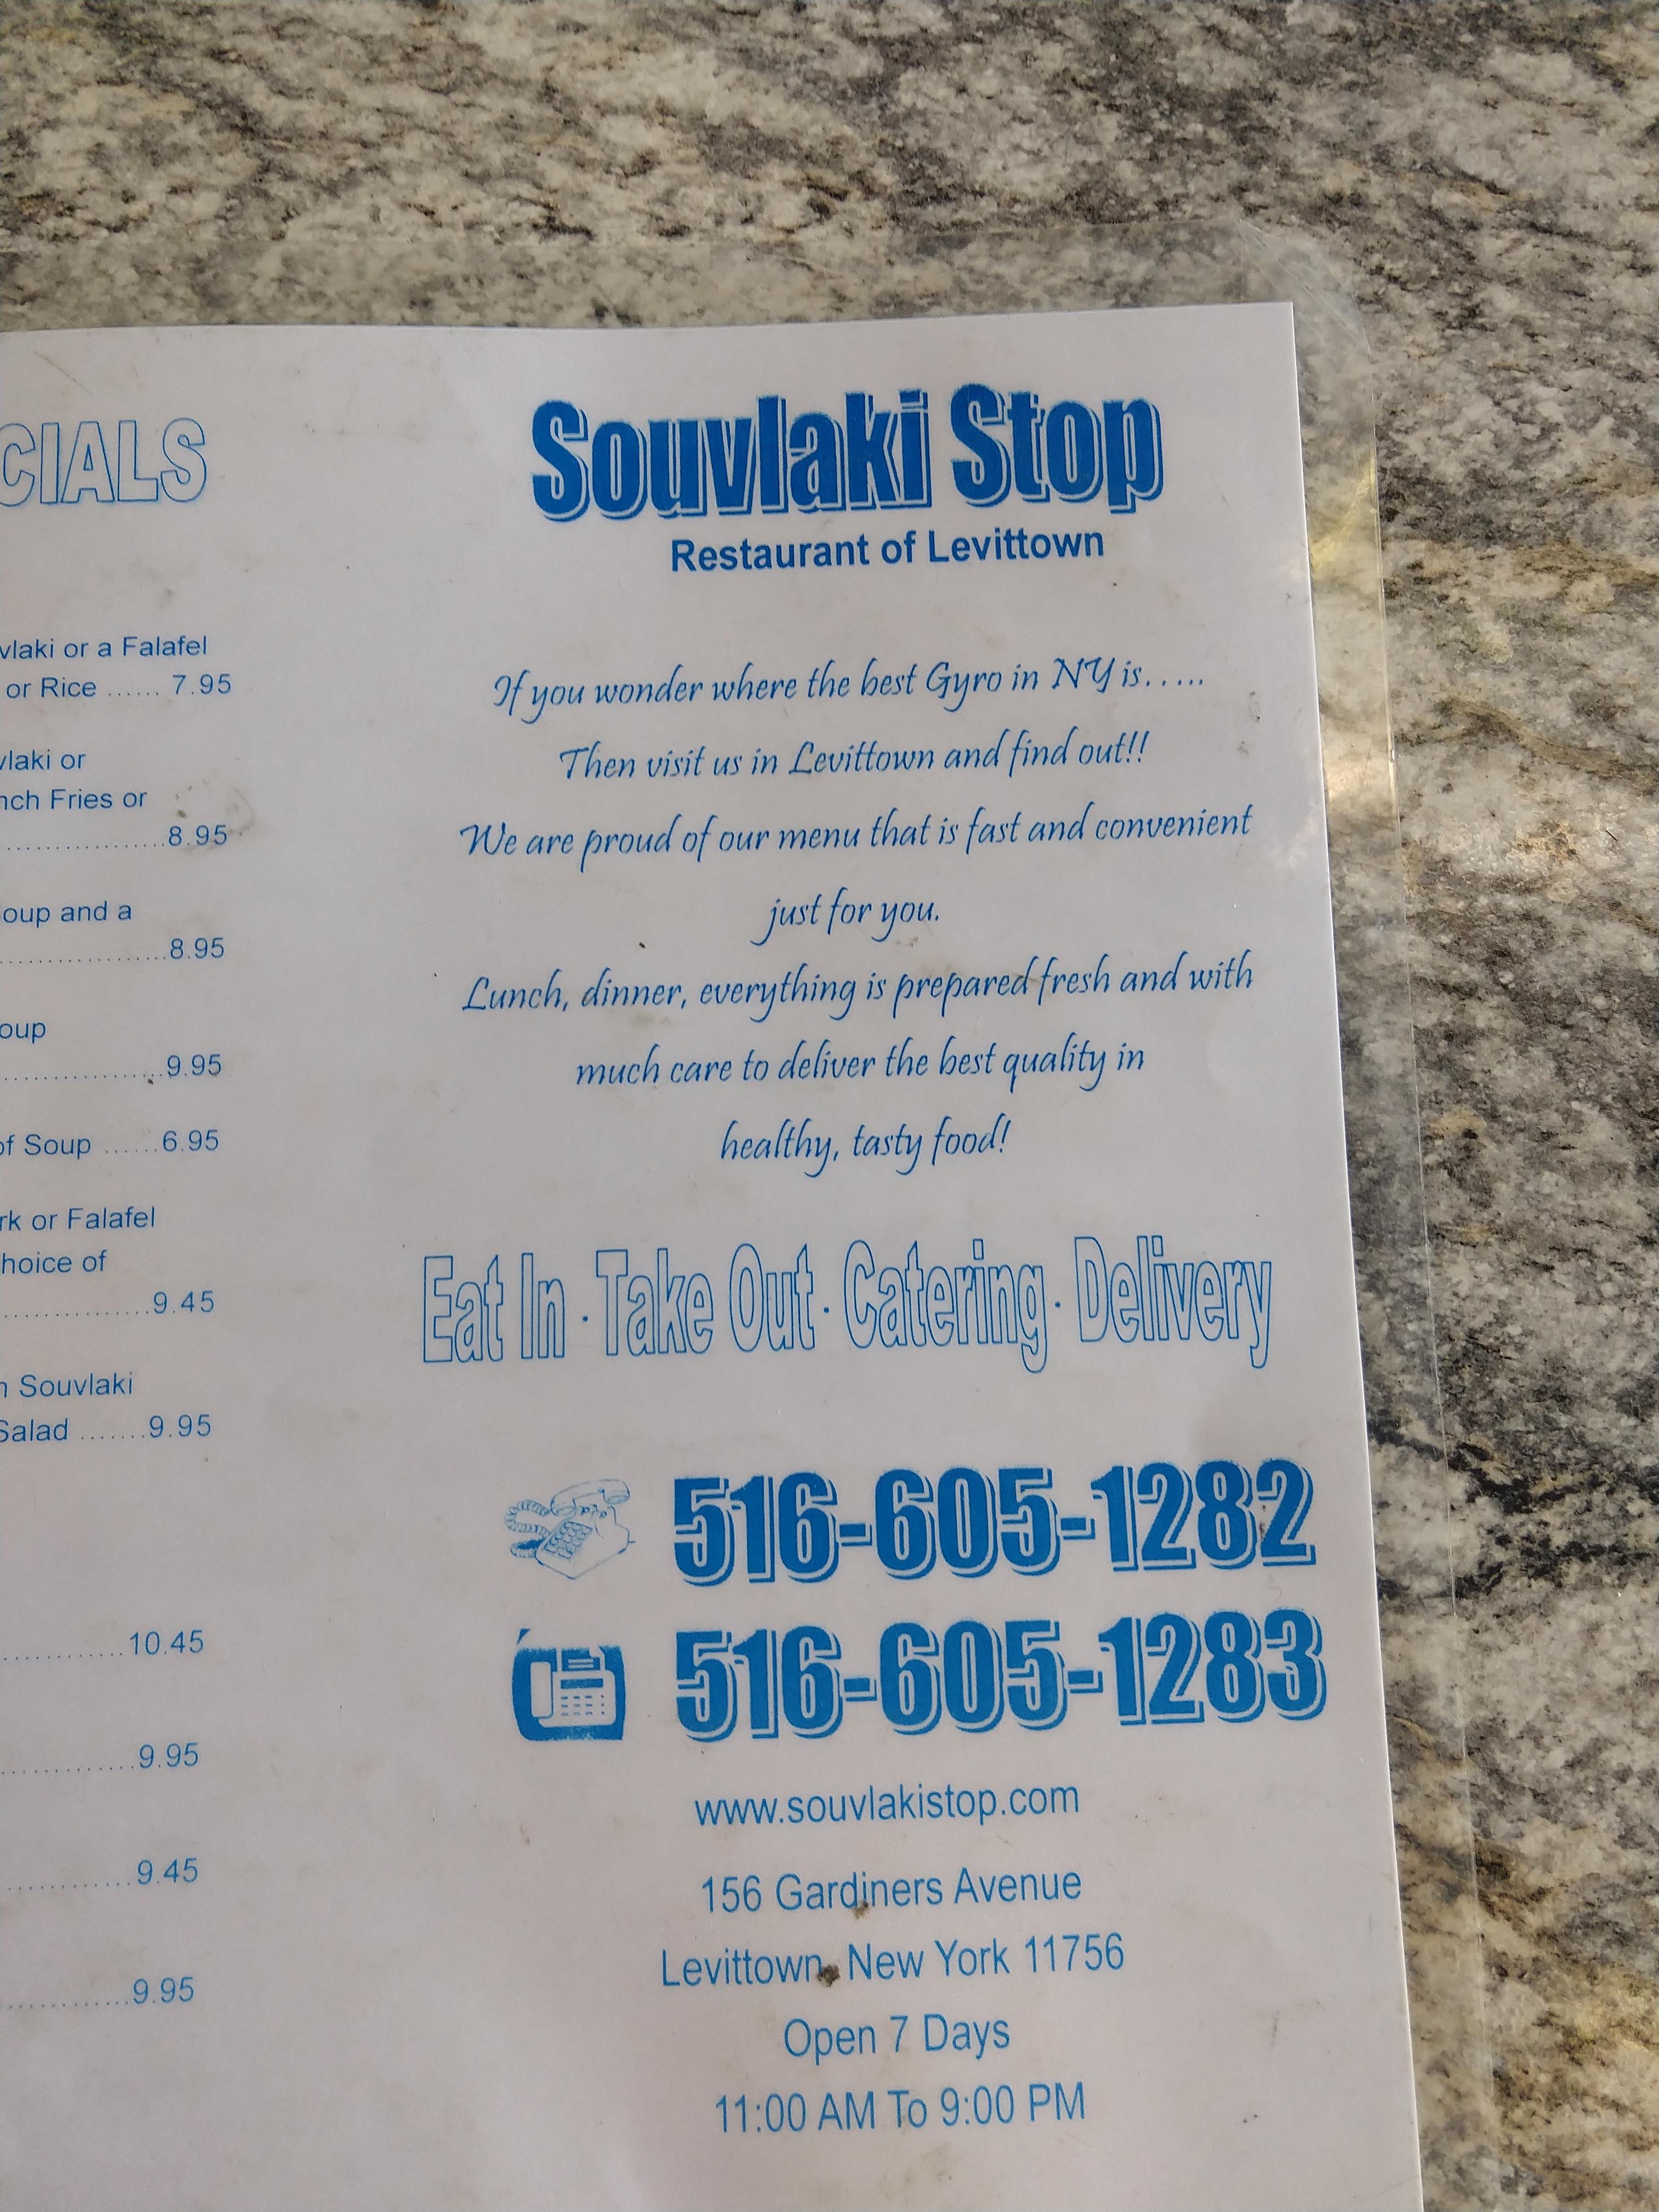 CIALS
vlaki or a Falafel
or Rice ...... 7.95
vlaki or
nch Fries or
..................8.95
oup and a
...................8.95
oup
...................9.95
of Soup ......6.95
rk or Falafel
hoice of
.................9.45
n Souvlaki
Salad .......9.95
.............10.45
..............9.95
.............9.45
.............9.95
Souvlaki Stop
Restaurant of Levittown
If you wonder where the best Gyro in NY is.....
Then visit us in Levittown and find out!!
We are proud of our menu that is fast and convenient
just for you.
Lunch, dinner, everything is prepared fresh and with
much care to deliver the best quality in
healthy, tasty food!
Eat In · Take Out · Catering · Delivery
516-605-1282
516-605-1283
www.souvlakistop.com
156 Gardiners Avenue
Levittown, New York 11756
Open 7 Days
11:00 AM To 9:00 PM